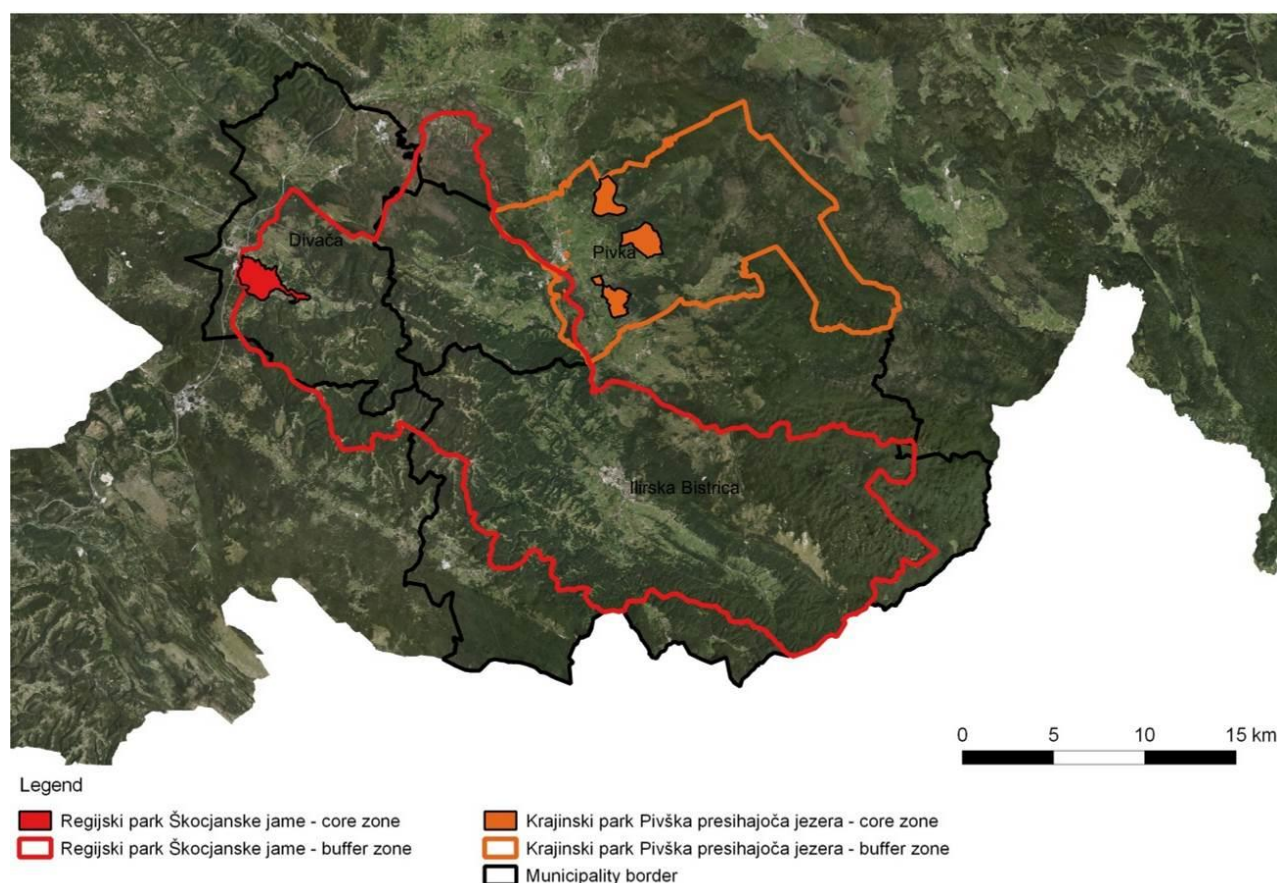 Divača
Pivka
Ilirska Bistrica
0 5 10 15 km
Legend
Regijski park Škocjanske jame - core zone
Regijski park Škocjanske jame - buffer zone
Krajinski park Pivška presihajoča jezera - core zone
Krajinski park Pivška presihajoča jezera - buffer zone
Municipality border